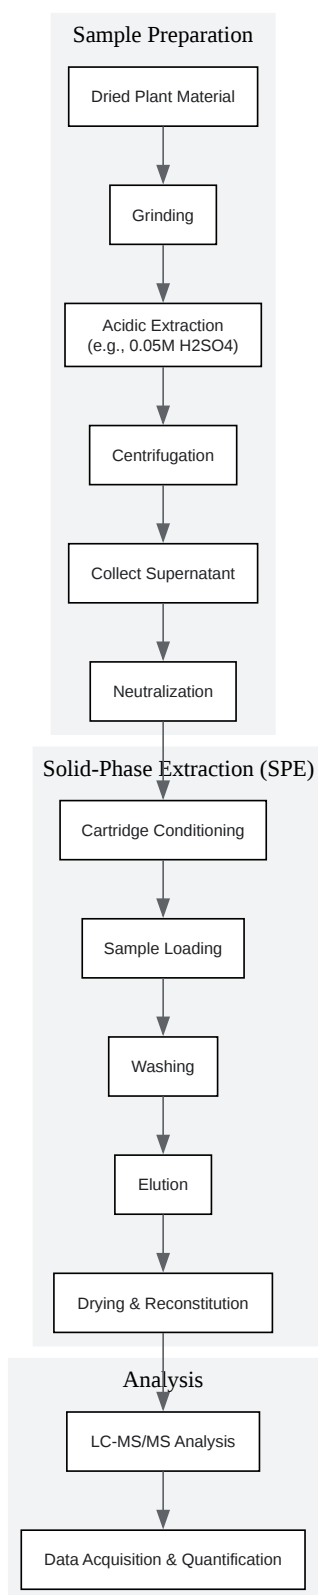 Sample Preparation
Dried Plant Material
Grinding
Acidic Extraction
(e.g., 0.05M H2SO4)
Centrifugation
Collect Supernatant
Neutralization
Solid-Phase Extraction (SPE)
Cartridge Conditioning
Sample Loading
Washing
Elution
Drying & Reconstitution
Analysis
LC-MS/MS Analysis
Data Acquisition & Quantification